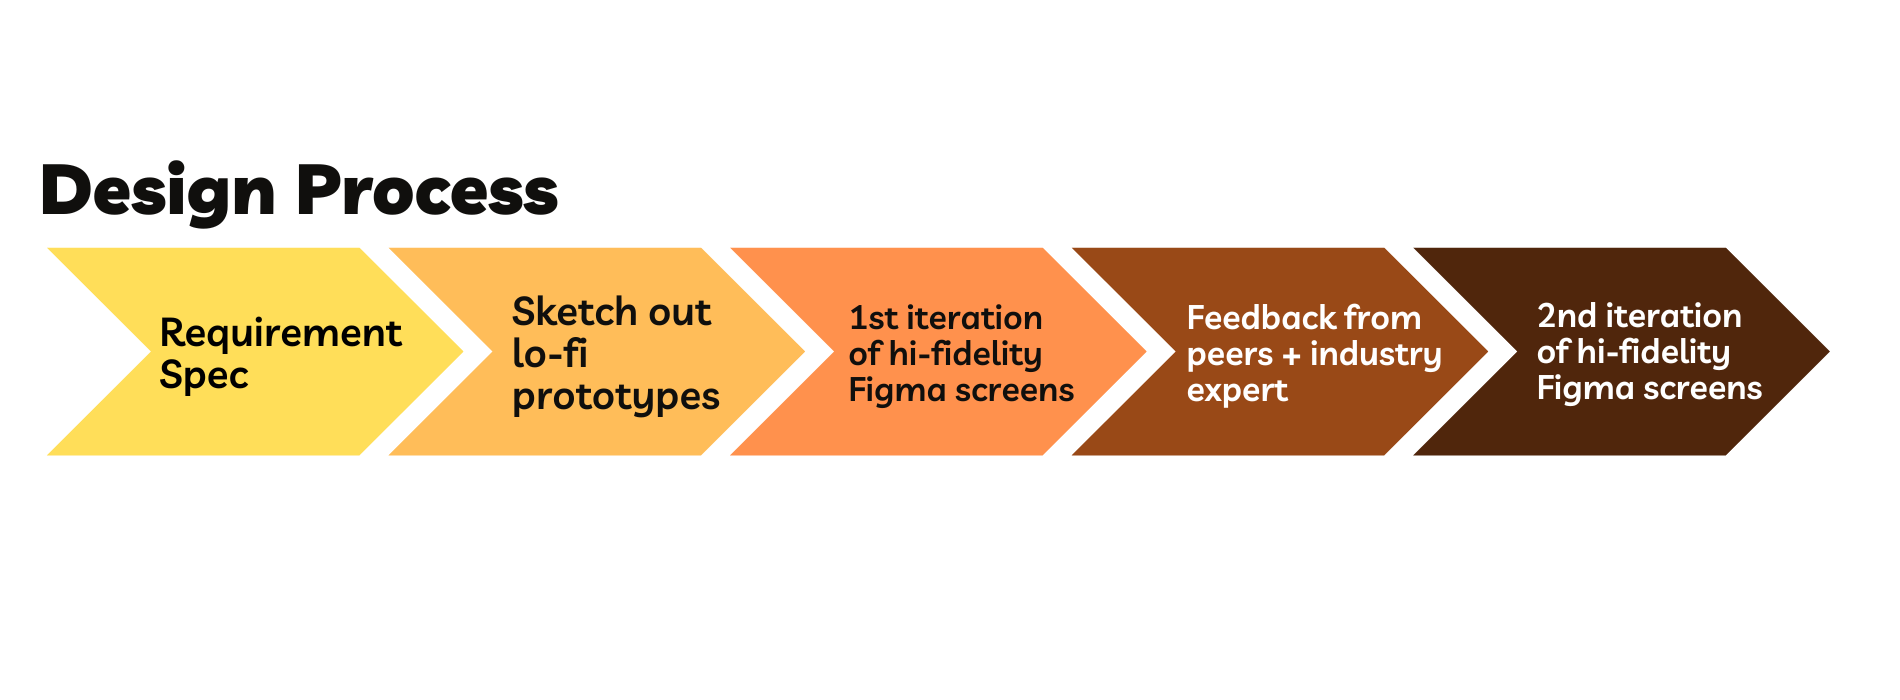 Design Process
Requirement
Spec
Sketch out
lo-fi
prototypes
1st iteration
of hi-fidelity
Figma screens
Feedback from
peers + industry
expert
2nd iteration
of hi-fidelity
Figma screens